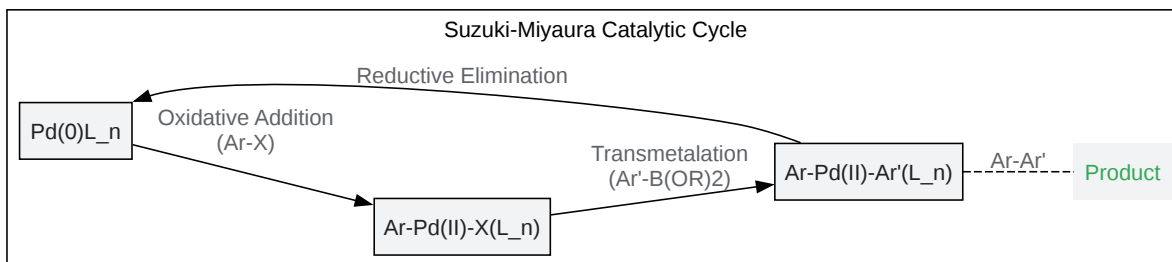 Suzuki-Miyaura Catalytic Cycle
Reductive Elimination
Pd(0)L_n
Oxidative Addition
(Ar-X)
Ar-Pd(II)-X(L_n)
Transmetalation
(Ar'-B(OR)2)
Ar-Pd(II)-Ar'(L_n)
Ar-Ar'
Product